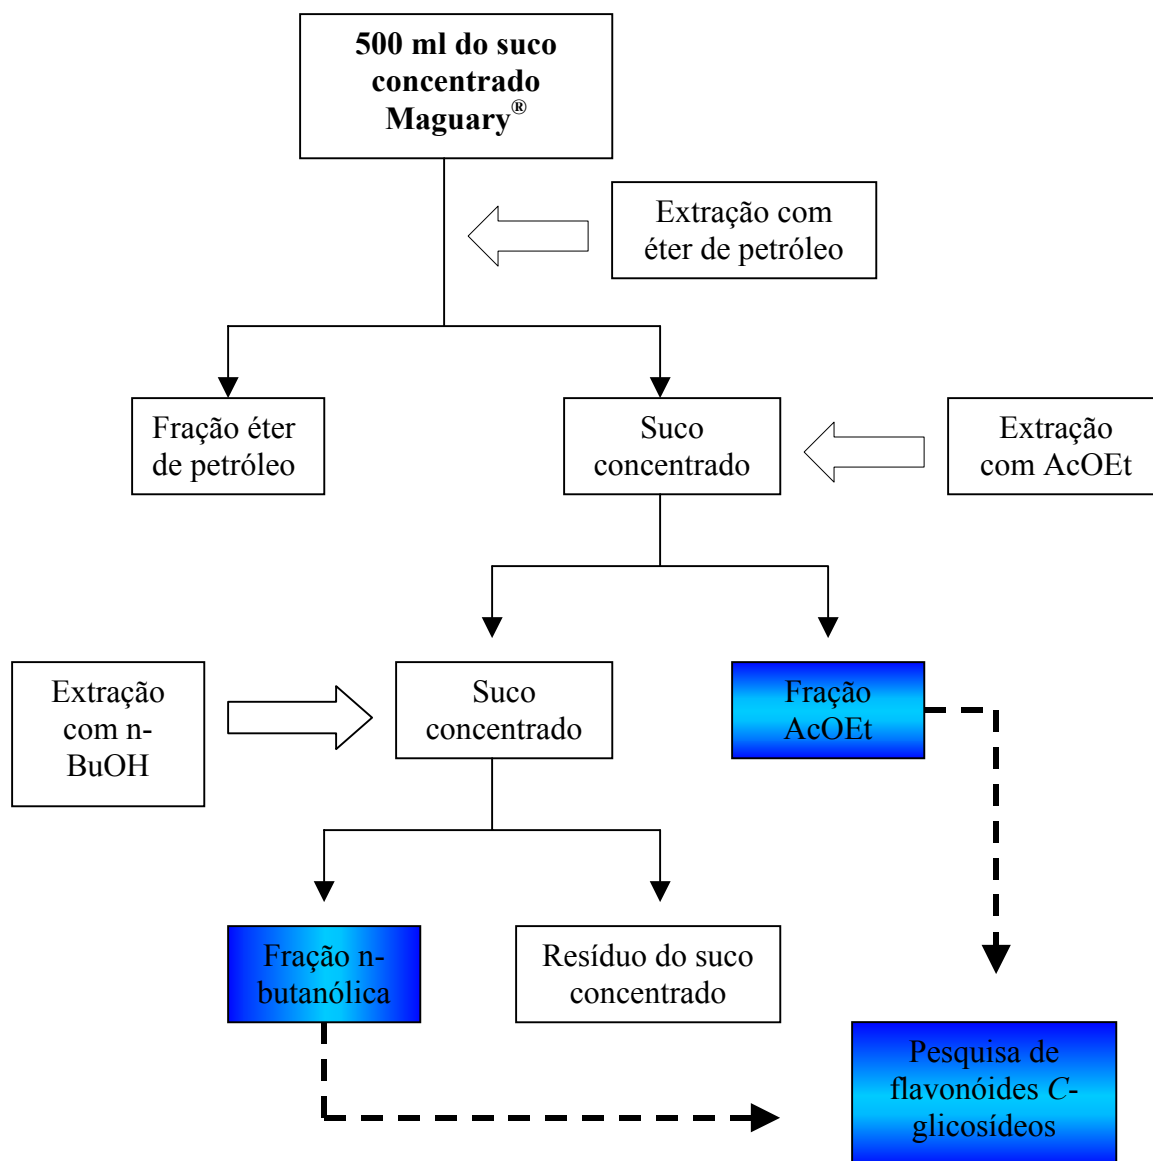 500 ml do suco
concentrado
Maguary®
Extração com
éter de petróleo
Fração éter
de petróleo
Suco
concentrado
Extração
com AcOEt
Extração
com n-
BuOH
Suco
concentrado
Fração
AcOEt
Fração n-
butanólica
Resíduo do suco
concentrado
Pesquisa de
flavonóides C-
glicosídeos